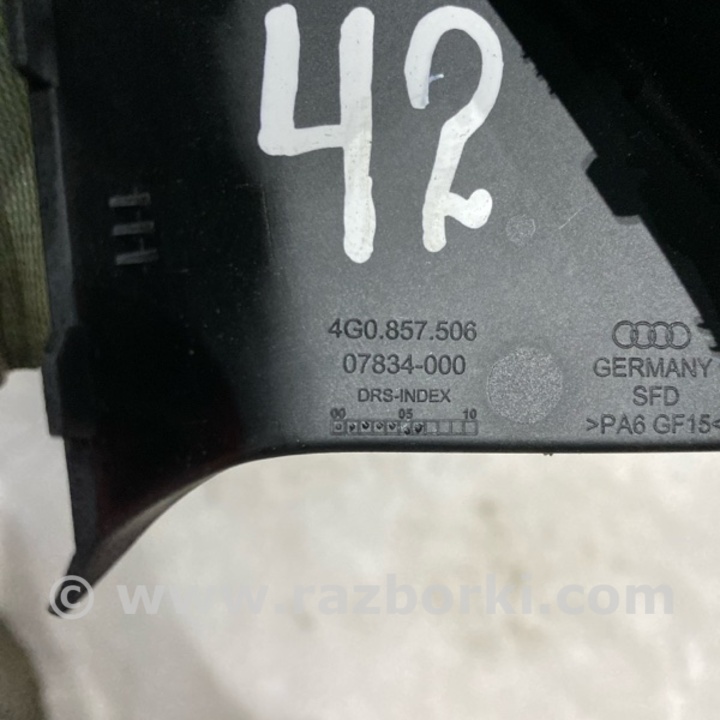 42
4G0.857.506
07834-000
DRS-INDEX
00 05 10
GERMANY
SFD
>PA6 GF15<
© www.razborki.com